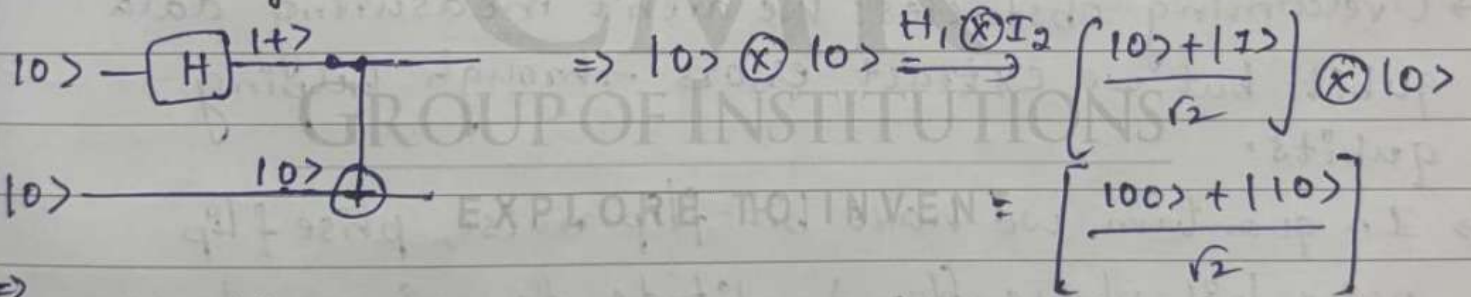 |0> H |+> => |0> ⊗ |0> H₁⊗I₂ ⟶ [ |0>+|1> / √2 ] ⊗ |0>
GROUP OF INSTITUTIONS
|0> |0> ⊕
EXPLORE TO INVENT
= [ |00> + |10> / √2 ]
=>